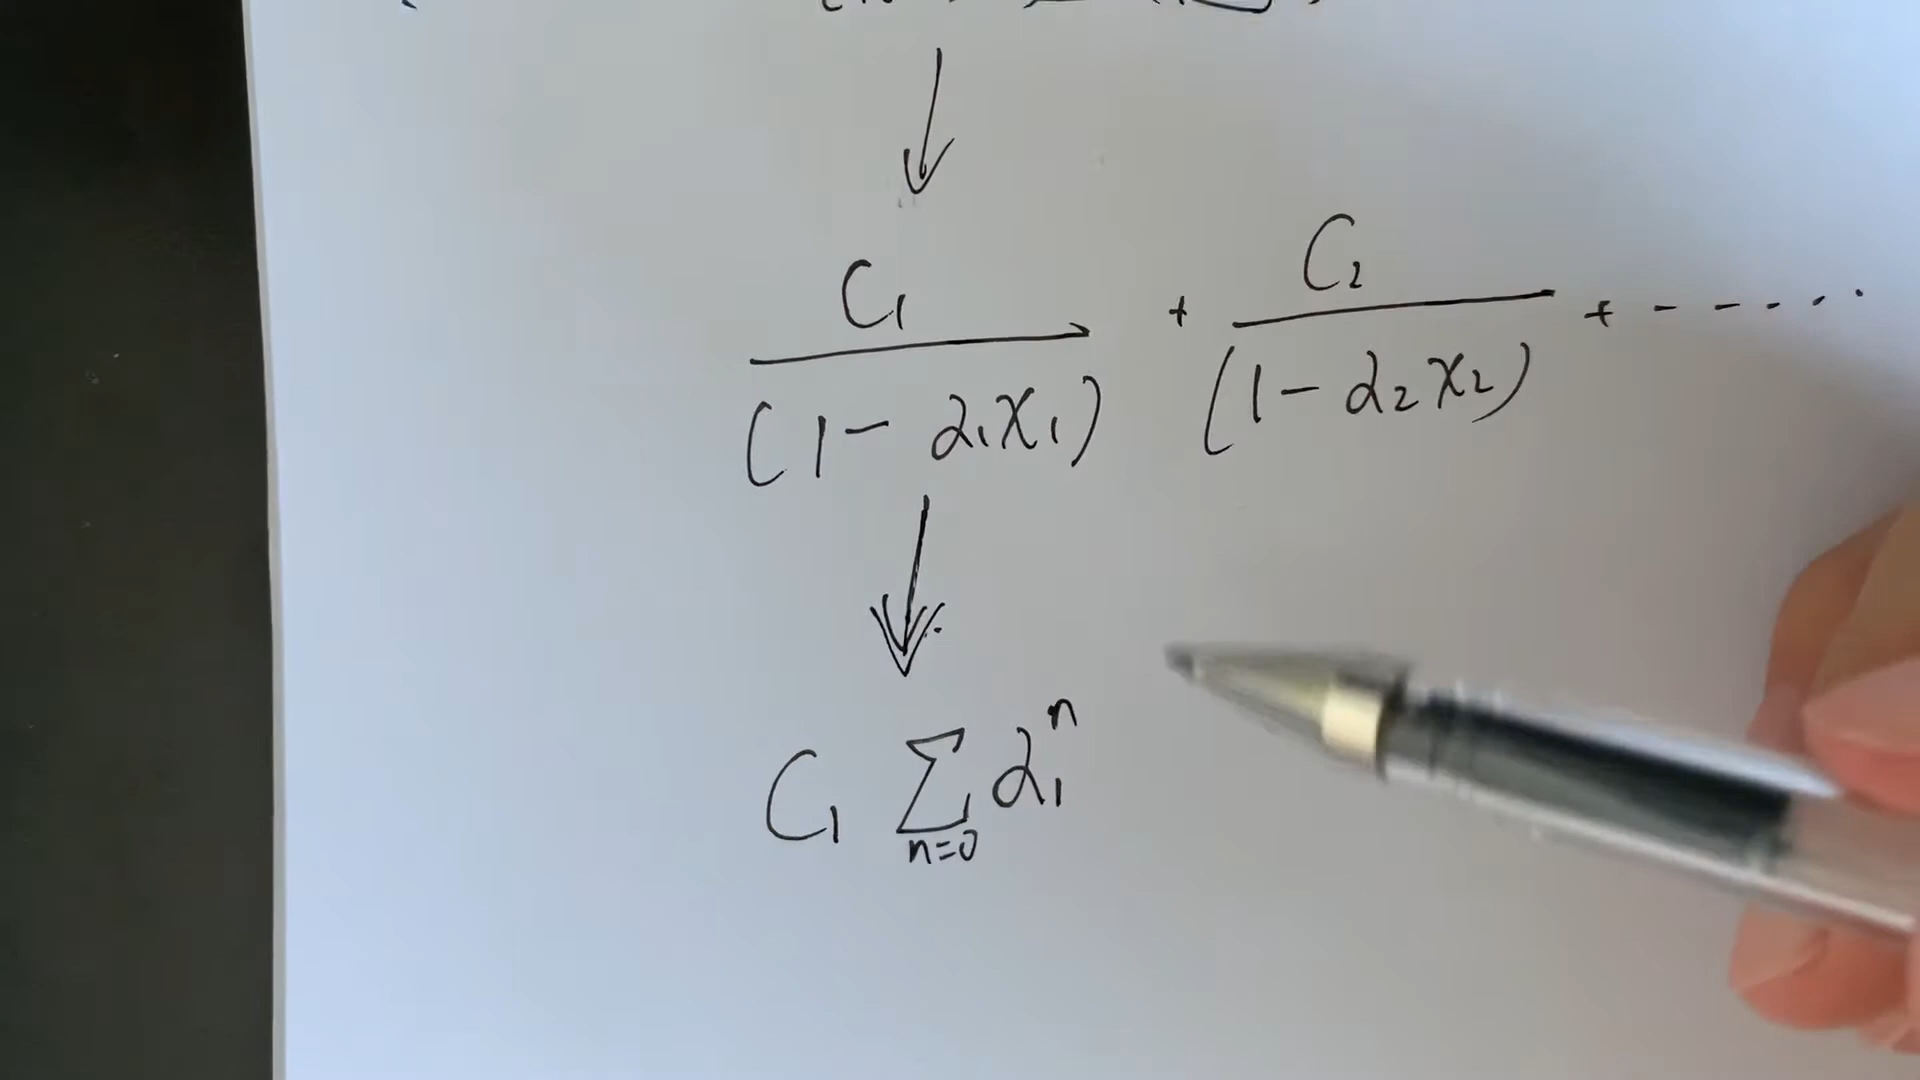 C₁ / (1 - α₁x₁) + C₂ / (1 - α₂x₂) + - - - · · ·
C₁ ∑ₙ₌₀ α₁ⁿ